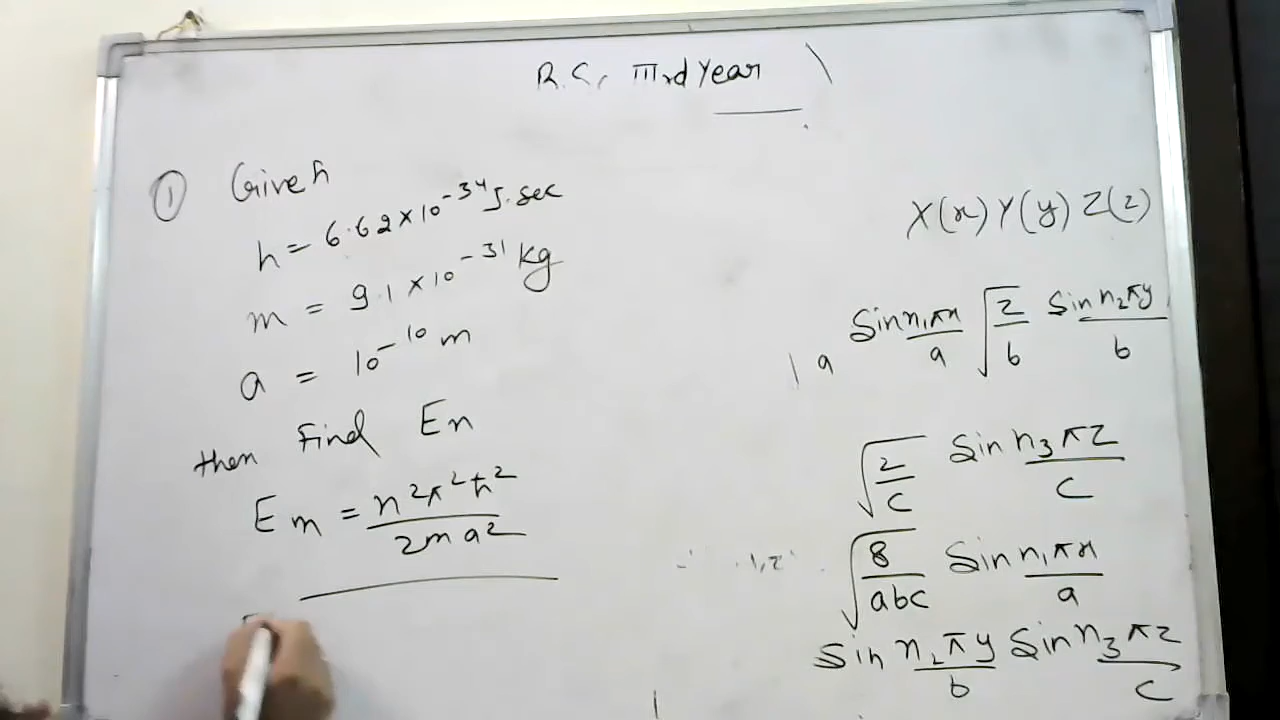 B.Sc. IIIrd Year
① Given
h = 6.62 × 10⁻³⁴ J.sec
m = 9.1 × 10⁻³¹ kg
a = 10⁻¹⁰ m
then Find En
Em = n²π²ħ² / 2ma²
X(x) Y(y) Z(z)
a Sin n₁πx / a √(2/b) Sin n₂πy / b
√(2/c) Sin n₃πz / c
√(8/abc) Sin n₁πx / a
Sin n₂πy / b Sin n₃πz / c